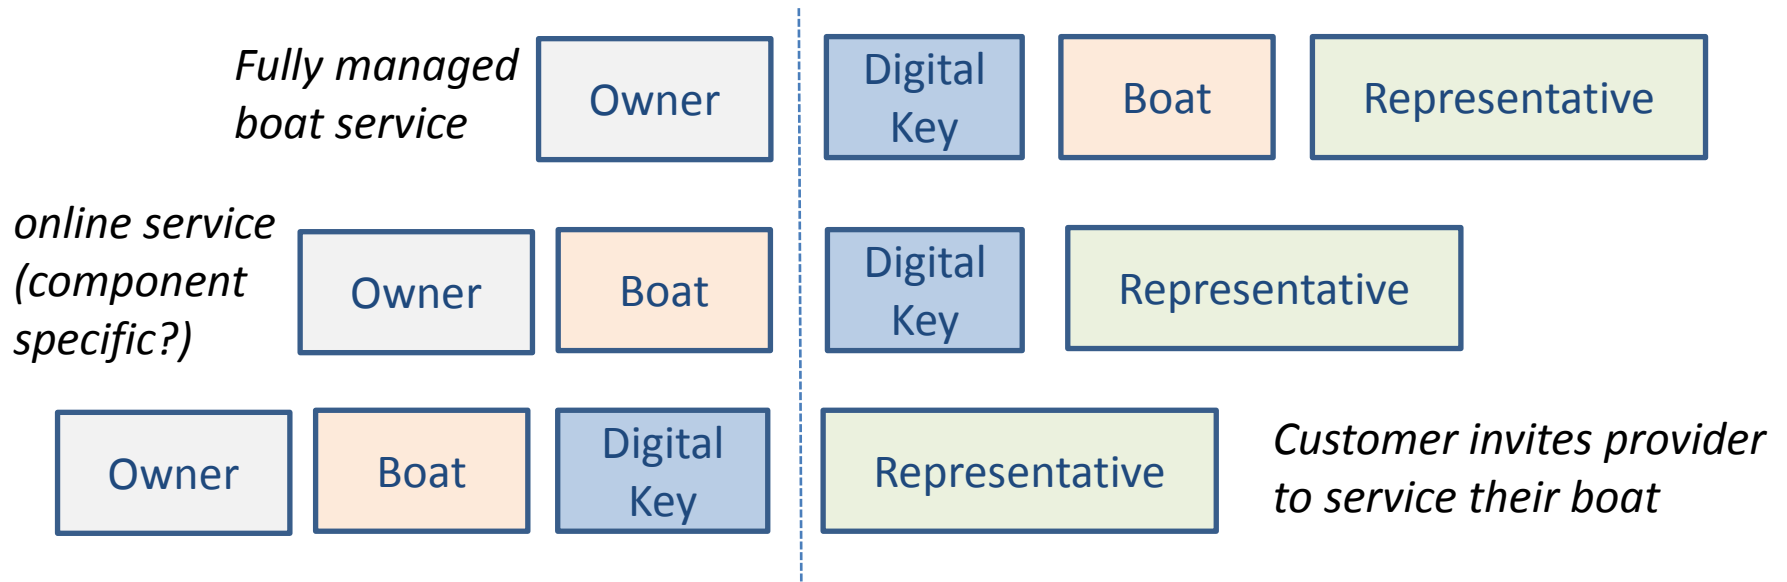 Fully managed
boat service
Owner
Digital
Key
Boat
Representative
online service
(component
specific?)
Owner
Boat
Digital
Key
Representative
Owner
Boat
Digital
Key
Representative
Customer invites provider
to service their boat